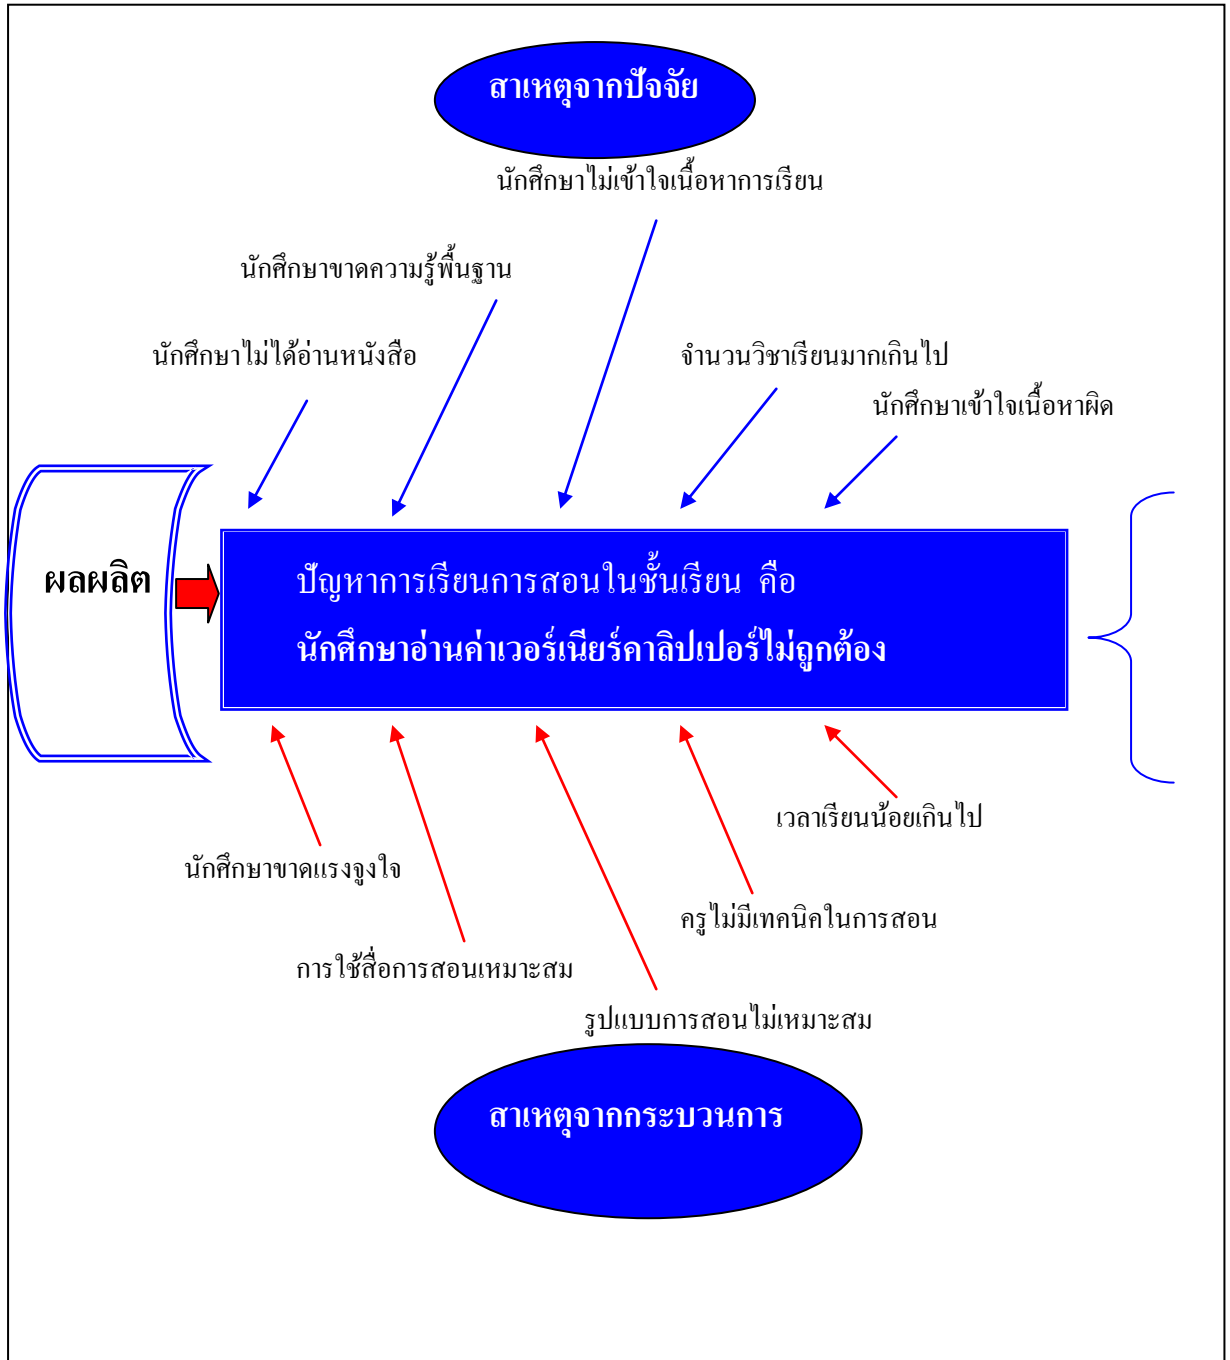 สาเหตุจากปัจจัย
นักศึกษาไม่เข้าใจเนื้อหาการเรียน
นักศึกษาขาดความรู้พื้นฐาน
นักศึกษาไม่ได้อ่านหนังสือ
จำนวนวิชาเรียนมากเกินไป
นักศึกษาเข้าใจเนื้อหาผิด
ผลผลิต
ปัญหาการเรียนการสอนในชั้นเรียน คือ
นักศึกษาอ่านค่าเวอร์เนียร์คาลิปเปอร์ไม่ถูกต้อง
เวลาเรียนน้อยเกินไป
นักศึกษาขาดแรงจูงใจ
ครูไม่มีเทคนิคในการสอน
การใช้สื่อการสอนเหมาะสม
รูปแบบการสอนไม่เหมาะสม
สาเหตุจากกระบวนการ